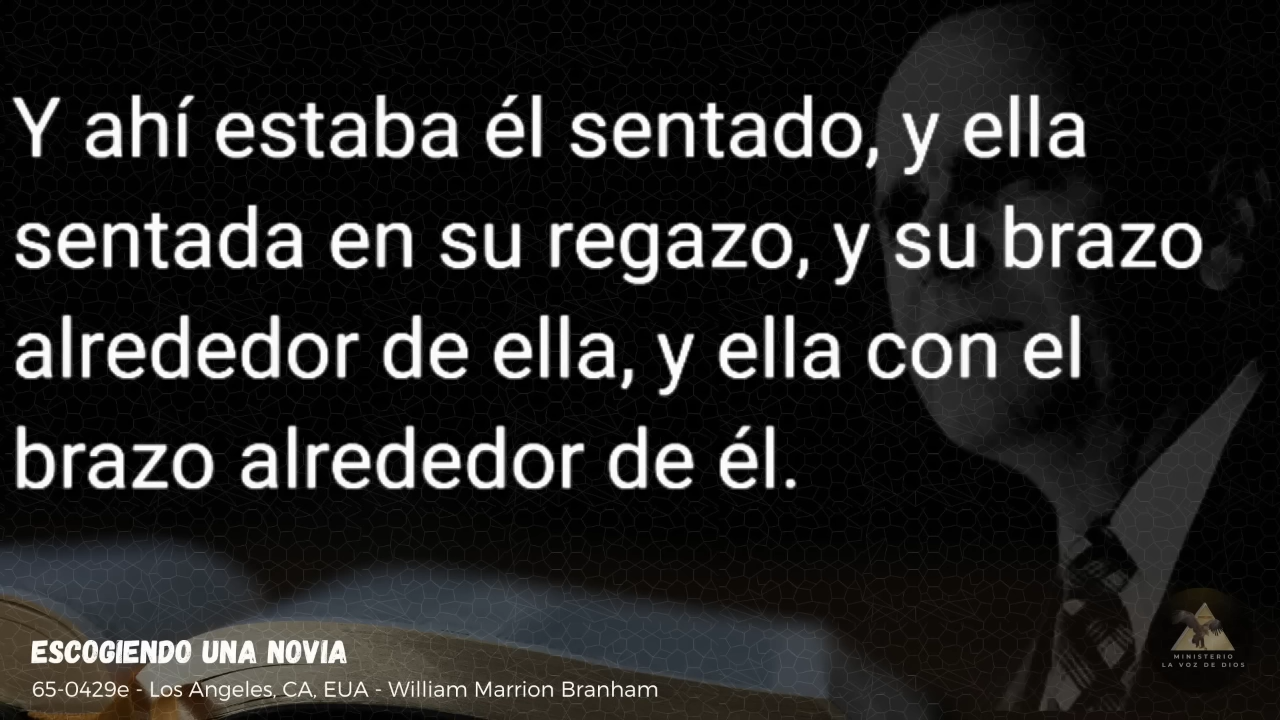 Y ahí estaba él sentado, y ella
sentada en su regazo, y su brazo
alrededor de ella, y ella con el
brazo alrededor de él.
ESCOGIENDO UNA NOVIA
65-0429e - Los Angeles, CA, EUA - William Marrion Branham
MINISTERIO
LA VOZ DE DIOS